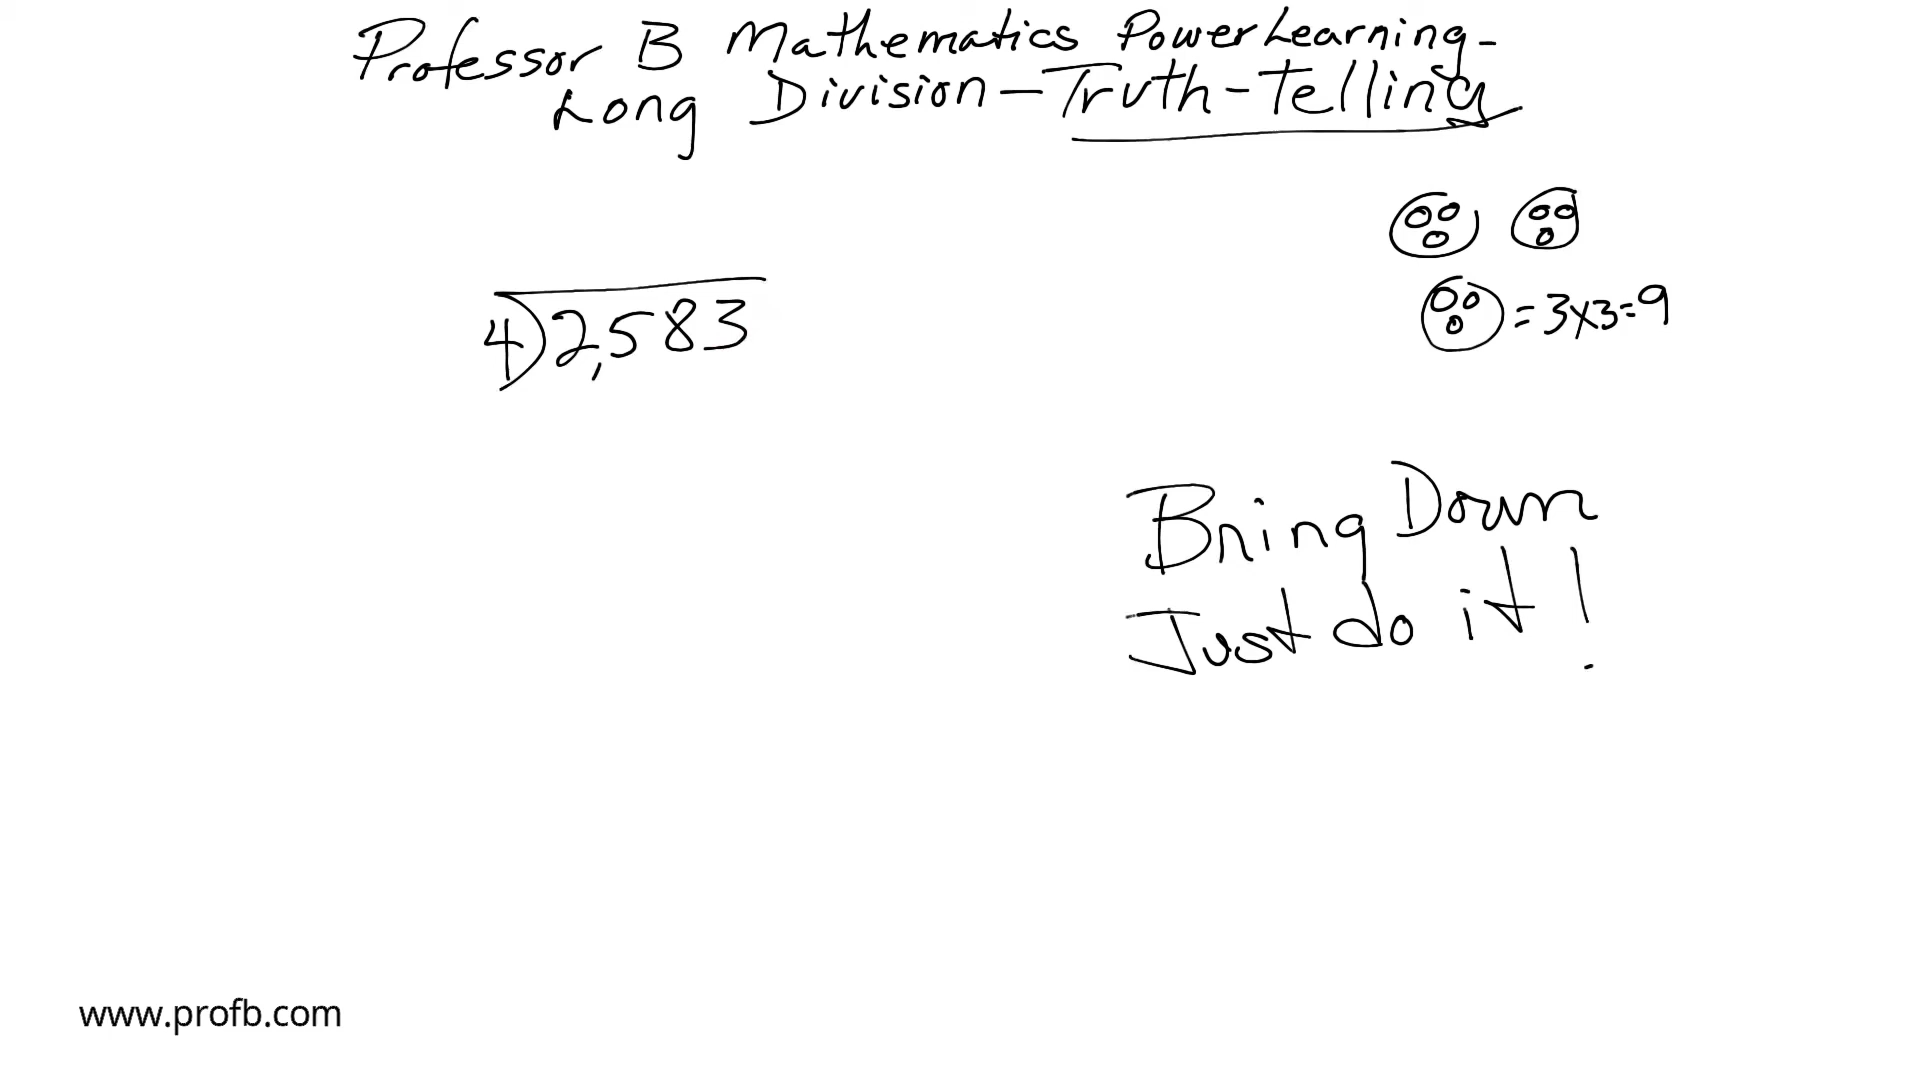 Professor B Mathematics PowerLearning-
Long Division-Truth-Telling
4)2,583
=3x3=9
Bring Down
Just do it!
www.profb.com